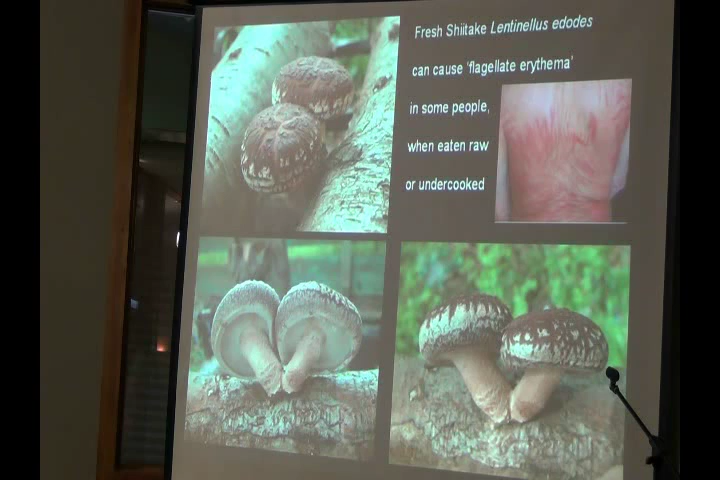 Fresh Shiitake Lentinellus edodes
can cause 'flagellate erythema'
in some people,
when eaten raw
or undercooked